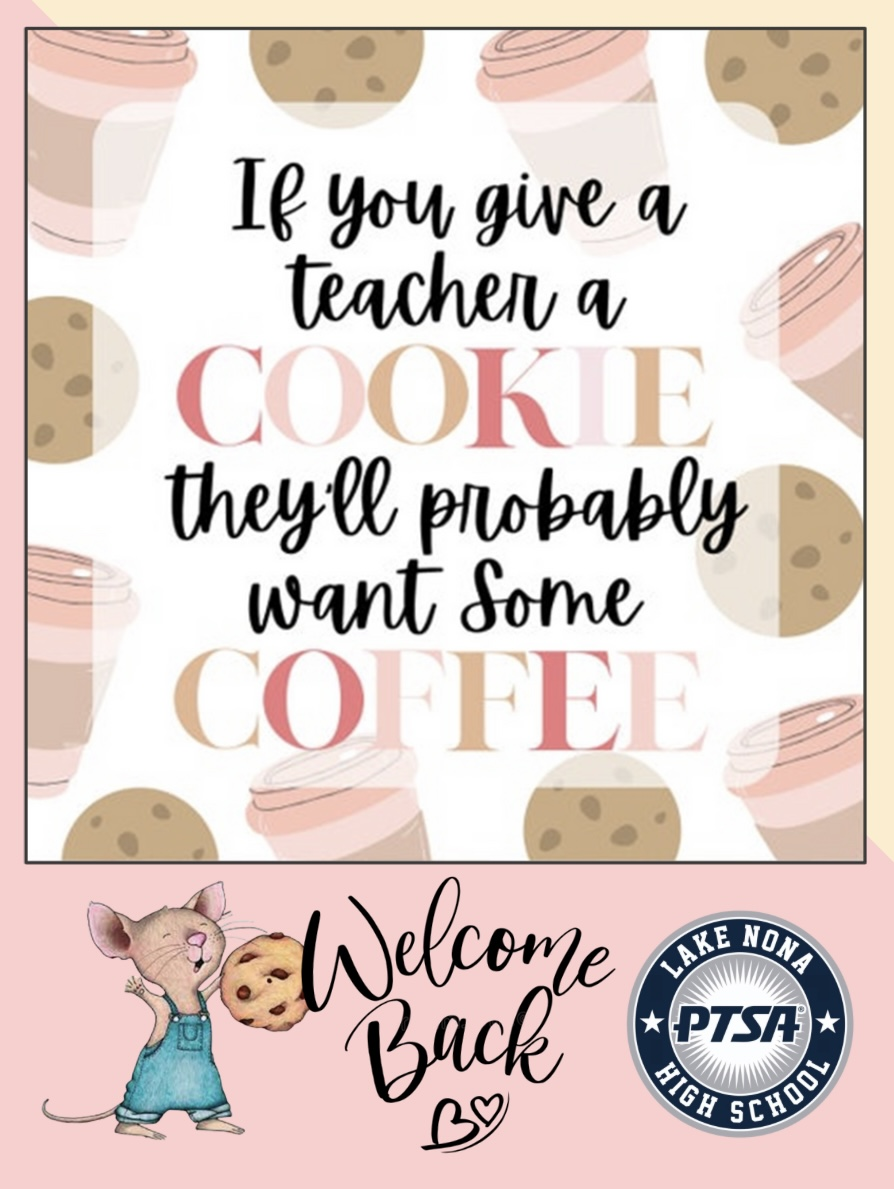 If you give a
teacher a
COOKIE
they'll probably
want Some
COFFEE
Welcome
Back
LAKE NONA
PTSA®
HIGH SCHOOL